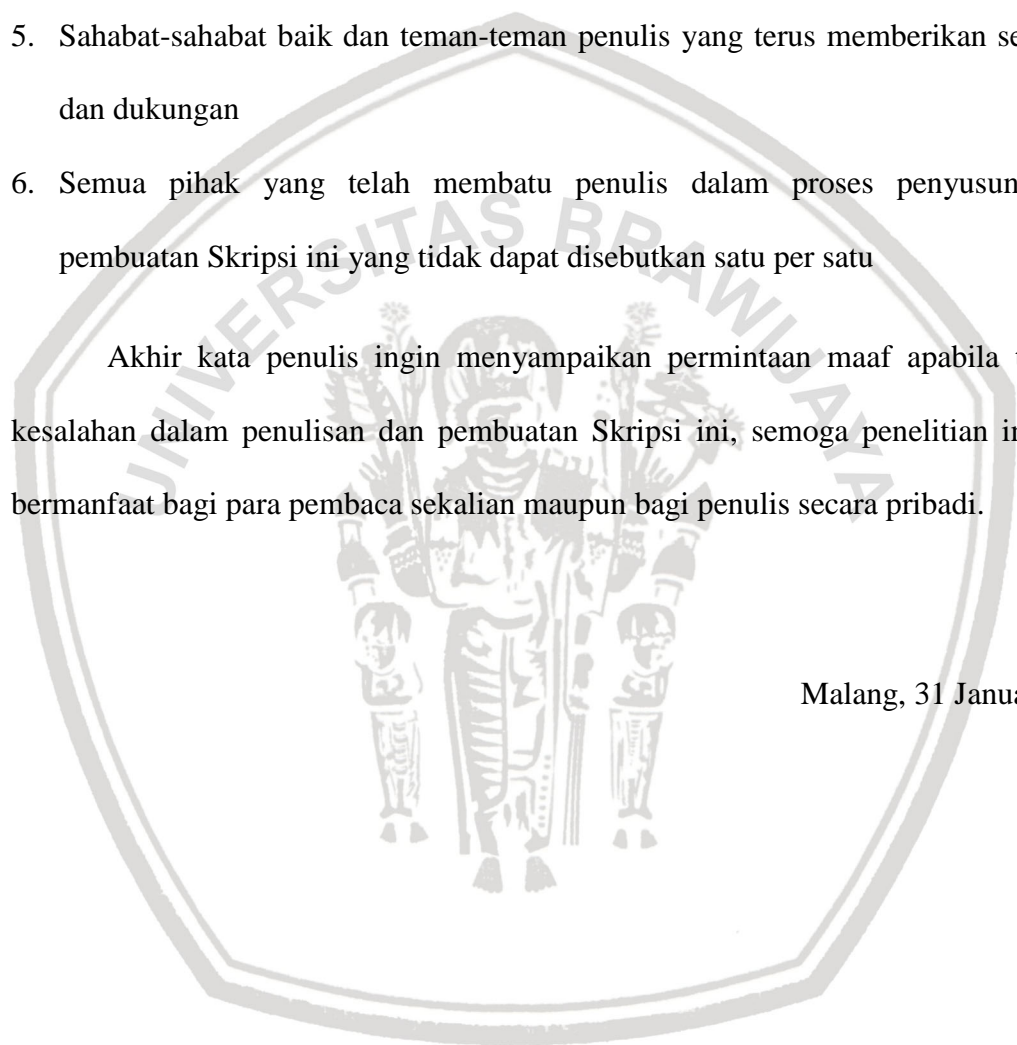 5. Sahabat-sahabat baik dan teman-teman penulis yang terus memberikan se
dan dukungan
6. Semua pihak yang telah membatu penulis dalam proses penyusun
pembuatan Skripsi ini yang tidak dapat disebutkan satu per satu
Akhir kata penulis ingin menyampaikan permintaan maaf apabila t
kesalahan dalam penulisan dan pembuatan Skripsi ini, semoga penelitian in
bermanfaat bagi para pembaca sekalian maupun bagi penulis secara pribadi.
Malang, 31 Janua
UNIVERSITAS BRAWIJAYA